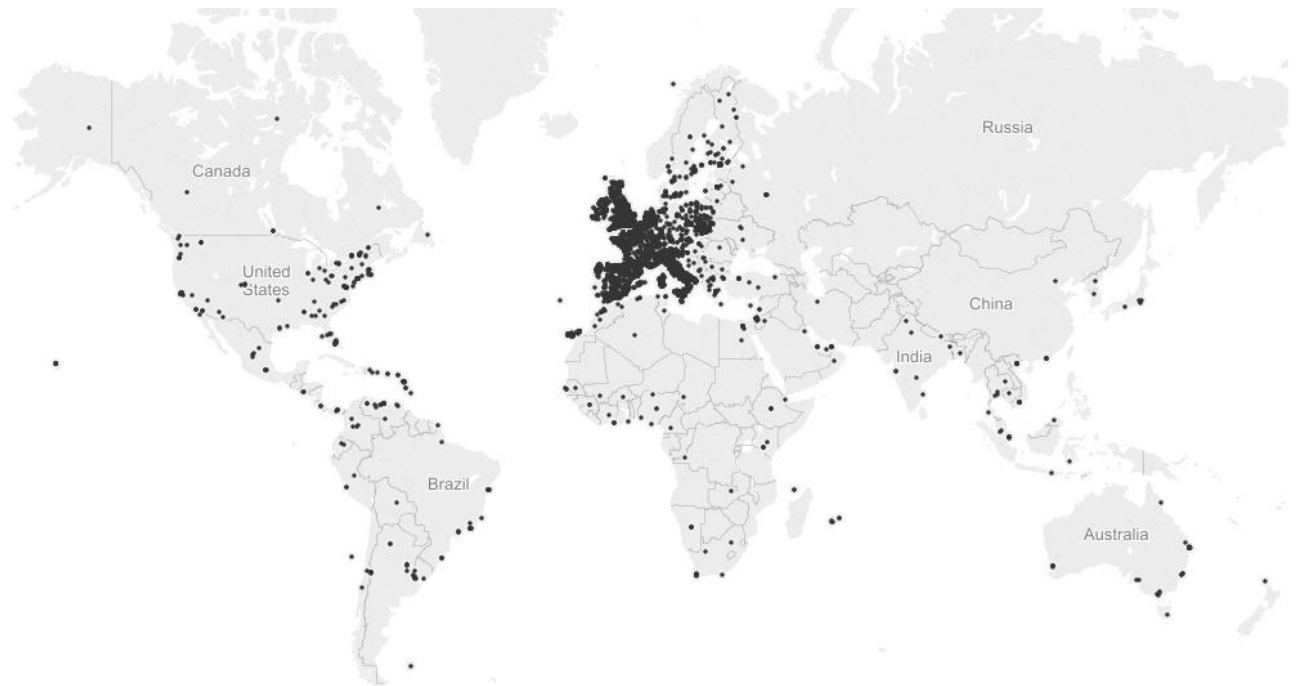 Russia
Canada
United
States
China
India
Brazil
Australia